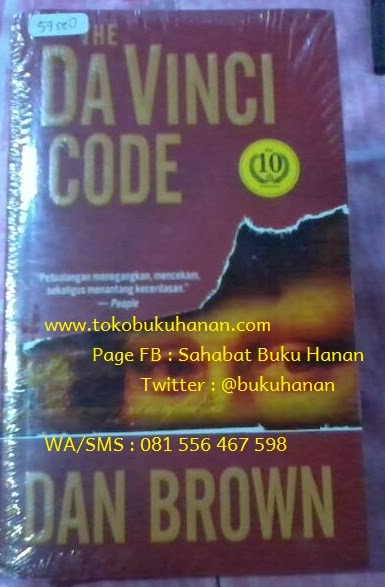 59000
THE
DA VINCI
CODE
10
"Petualangan menegangkan, mencekam,
sekaligus menantang kecerdasan."
— People
www.tokobukuhanan.com
Page FB : Sahabat Buku Hanan
Twitter : @bukuhanan
WA/SMS : 081 556 467 598
DAN BROWN